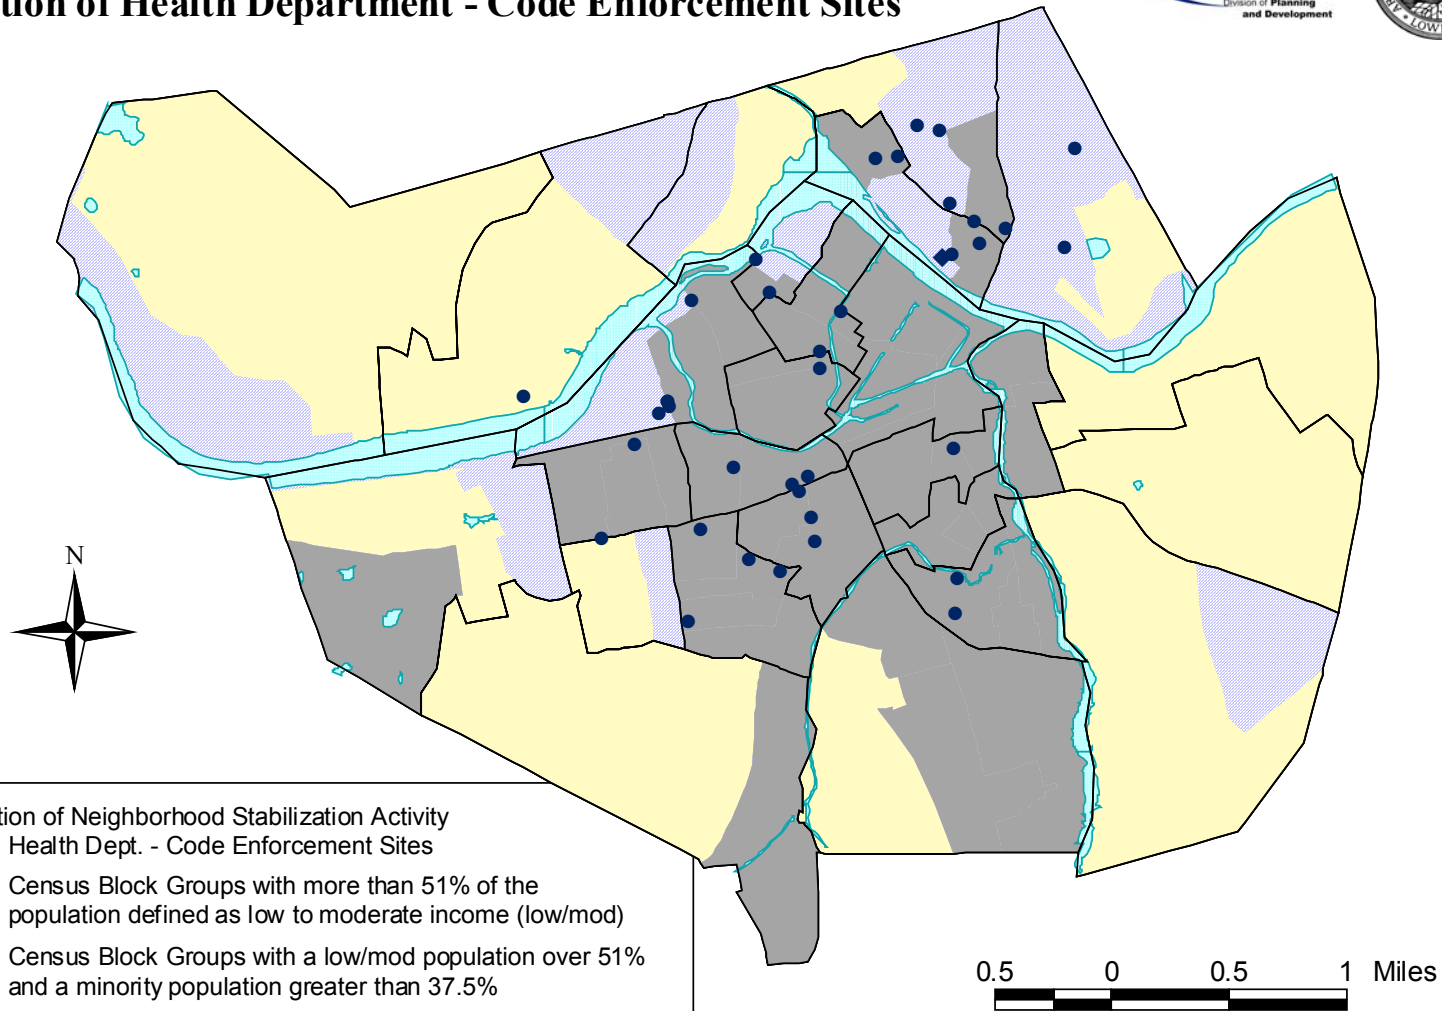 tion of Health Department - Code Enforcement Sites
Division of Planning
and Development
LOW
N
tion of Neighborhood Stabilization Activity
Health Dept. - Code Enforcement Sites
Census Block Groups with more than 51% of the
population defined as low to moderate income (low/mod)
Census Block Groups with a low/mod population over 51%
and a minority population greater than 37.5%
0.5 0 0.5 1 Miles